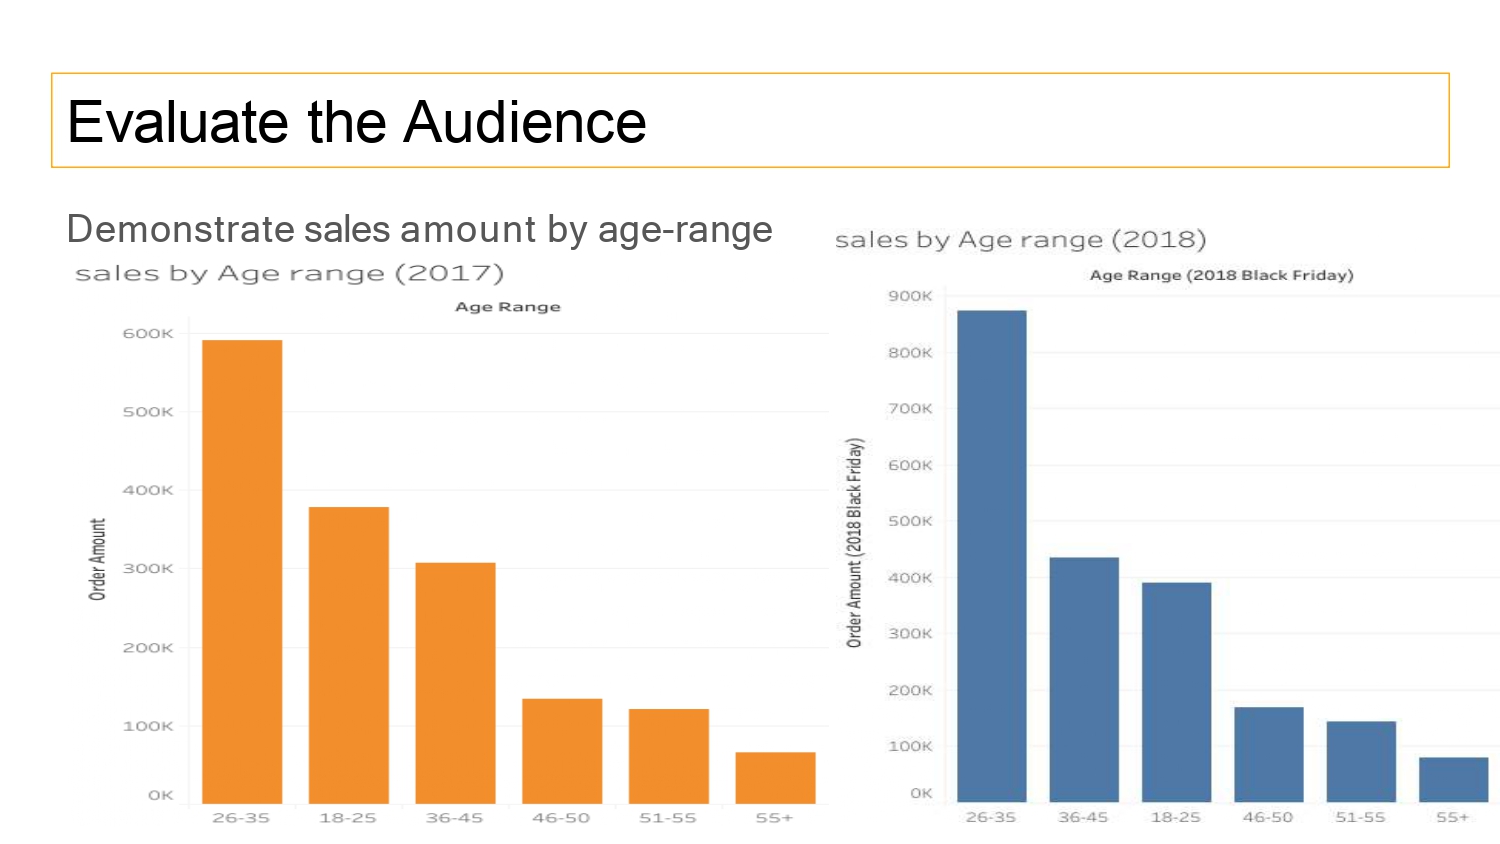 Evaluate the Audience
Demonstrate sales amount by age-range
sales by Age range (2017)
Age Range
600K
500K
400K
300K
200K
100K
0K
Order Amount
26-35
18-25
36-45
46-50
51-55
55+
sales by Age range (2018)
Age Range (2018 Black Friday)
900K
800K
700K
600K
500K
400K
300K
200K
100K
0K
Order Amount (2018 Black Friday)
26-35
36-45
18-25
46-50
51-55
55+